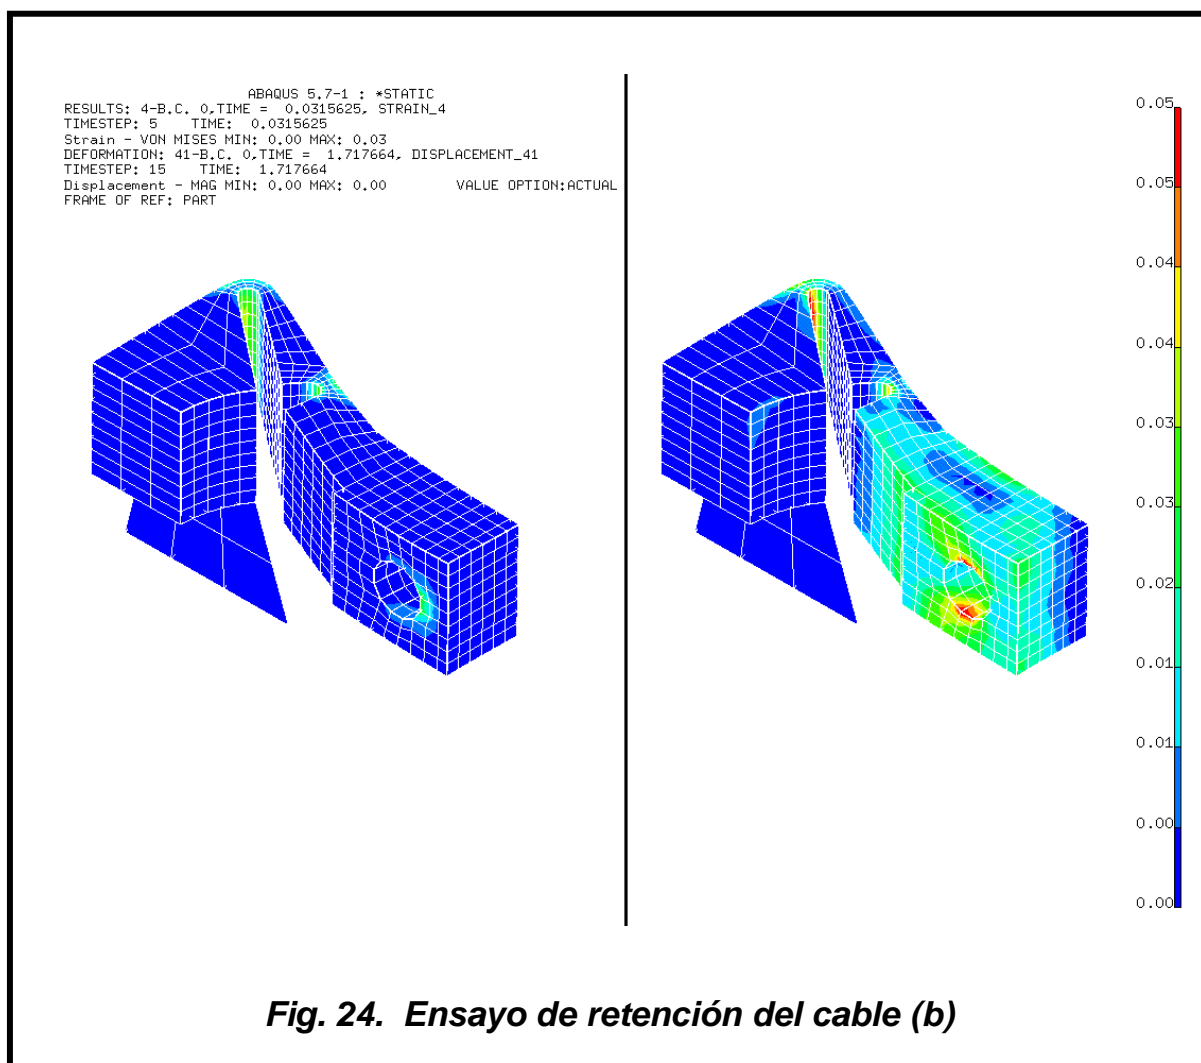 ABAQUS 5.7-1 : *STATIC
RESULTS: 4-B.C. 0,TIME = 0.0315625, STRAIN_4
TIMESTEP: 5 TIME: 0.0315625
Strain - VON MISES MIN: 0.00 MAX: 0.03
DEFORMATION: 41-B.C. 0,TIME = 1.717664, DISPLACEMENT_41
TIMESTEP: 15 TIME: 1.717664
Displacement - MAG MIN: 0.00 MAX: 0.00 VALUE OPTION:ACTUAL
FRAME OF REF: PART
0.05
0.05
0.04
0.04
0.03
0.03
0.02
0.01
0.01
0.00
0.00
Fig. 24. Ensayo de retención del cable (b)